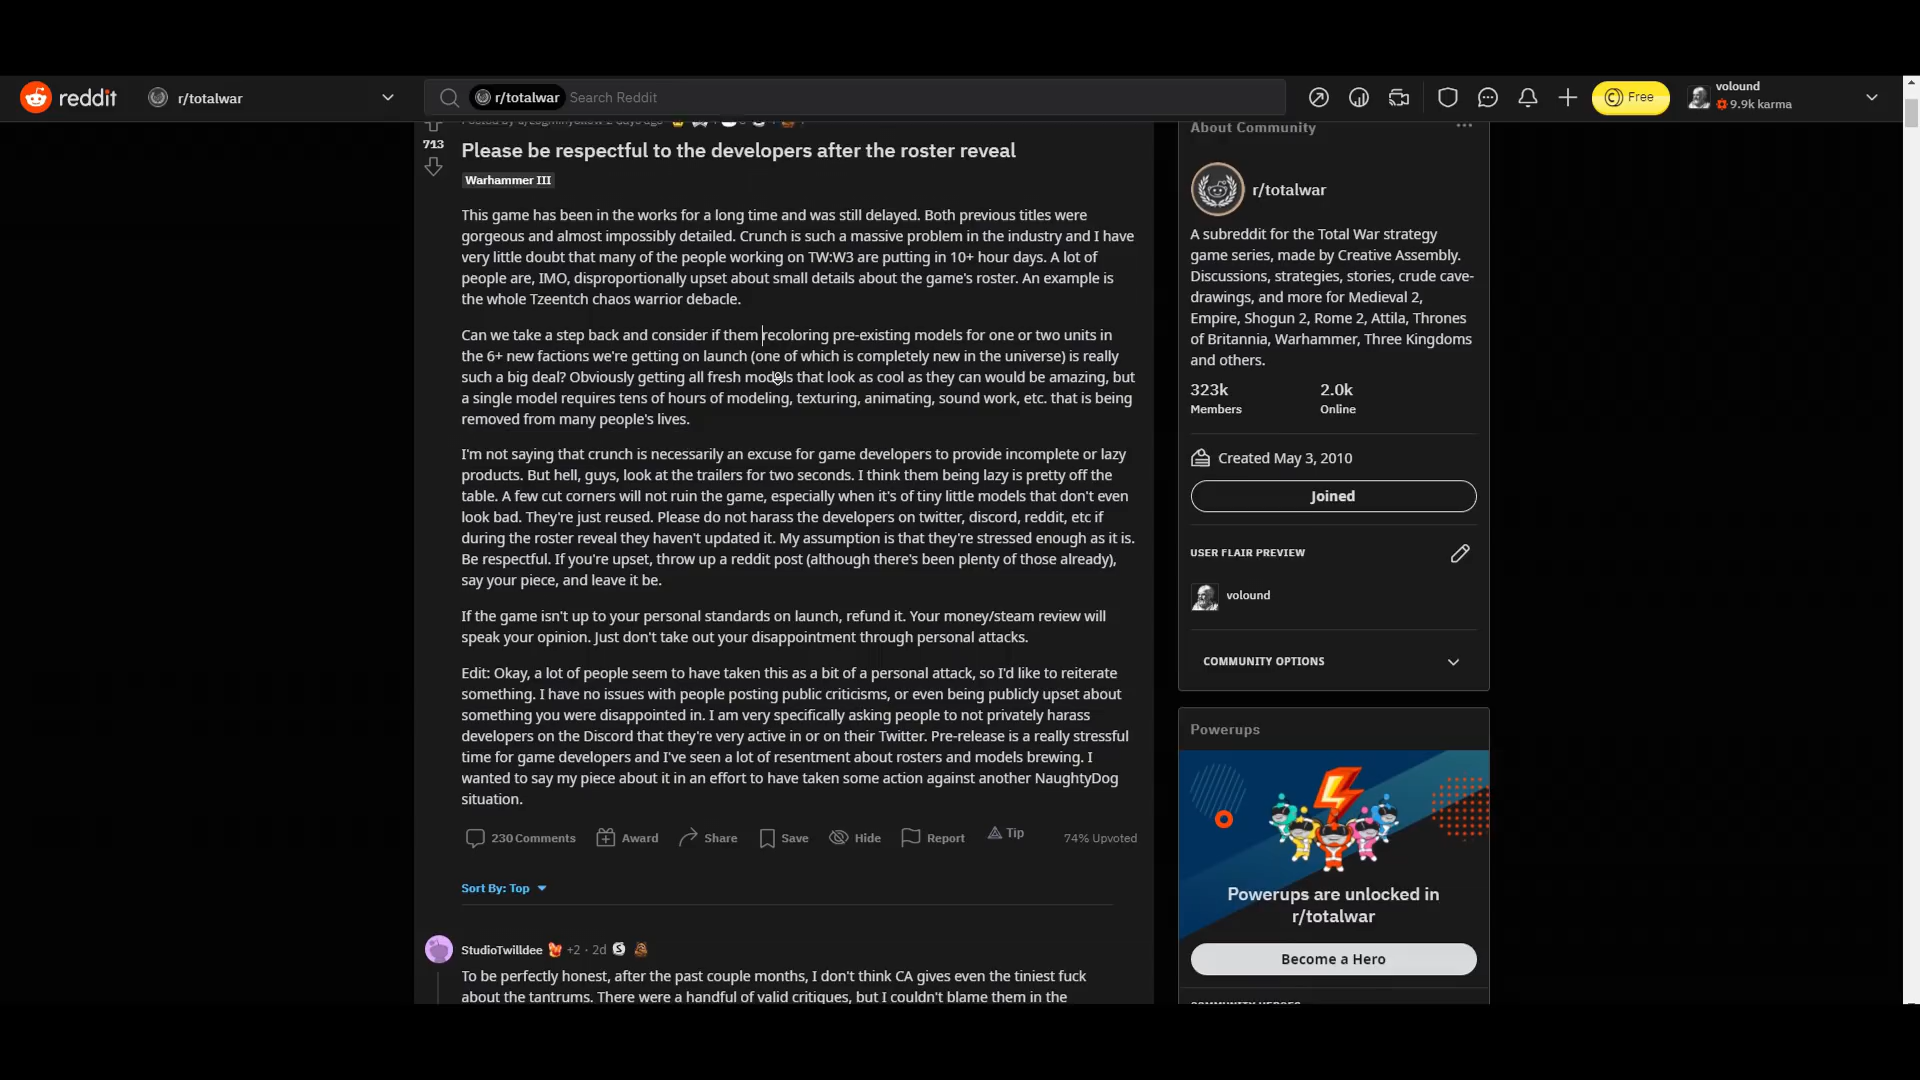 reddit
r/totalwar
r/totalwar Search Reddit
Free
volound
9.9k karma
713
Please be respectful to the developers after the roster reveal
Warhammer III
This game has been in the works for a long time and was still delayed. Both previous titles were
gorgeous and almost impossibly detailed. Crunch is such a massive problem in the industry and I have
very little doubt that many of the people working on TW:W3 are putting in 10+ hour days. A lot of
people are, IMO, disproportionally upset about small details about the game's roster. An example is
the whole Tzeentch chaos warrior debacle.
Can we take a step back and consider if them recoloring pre-existing models for one or two units in
the 6+ new factions we're getting on launch (one of which is completely new in the universe) is really
such a big deal? Obviously getting all fresh models that look as cool as they can would be amazing, but
a single model requires tens of hours of modeling, texturing, animating, sound work, etc. that is being
removed from many people's lives.
I'm not saying that crunch is necessarily an excuse for game developers to provide incomplete or lazy
products. But hell, guys, look at the trailers for two seconds. I think them being lazy is pretty off the
table. A few cut corners will not ruin the game, especially when it's of tiny little models that don't even
look bad. They're just reused. Please do not harass the developers on twitter, discord, reddit, etc if
during the roster reveal they haven't updated it. My assumption is that they're stressed enough as it is.
Be respectful. If you're upset, throw up a reddit post (although there's been plenty of those already),
say your piece, and leave it be.
If the game isn't up to your personal standards on launch, refund it. Your money/steam review will
speak your opinion. Just don't take out your disappointment through personal attacks.
Edit: Okay, a lot of people seem to have taken this as a bit of a personal attack, so I'd like to reiterate
something. I have no issues with people posting public criticisms, or even being publicly upset about
something you were disappointed in. I am very specifically asking people to not privately harass
developers on the Discord that they're very active in or on their Twitter. Pre-release is a really stressful
time for game developers and I've seen a lot of resentment about rosters and models brewing. I
wanted to say my piece about it in an effort to have taken some action against another NaughtyDog
situation.
230 Comments Award Share Save Hide Report Tip 74% Upvoted
Sort By: Top
StudioTwilldee +2 · 2d
To be perfectly honest, after the past couple months, I don't think CA gives even the tiniest fuck
about the tantrums. There were a handful of valid critiques, but I couldn't blame them in the
About Community
r/totalwar
A subreddit for the Total War strategy
game series, made by Creative Assembly.
Discussions, strategies, stories, crude cave-
drawings, and more for Medieval 2,
Empire, Shogun 2, Rome 2, Attila, Thrones
of Britannia, Warhammer, Three Kingdoms
and others.
323k 2.0k
Members Online
Created May 3, 2010
Joined
USER FLAIR PREVIEW
volound
COMMUNITY OPTIONS
Powerups
Powerups are unlocked in
r/totalwar
Become a Hero